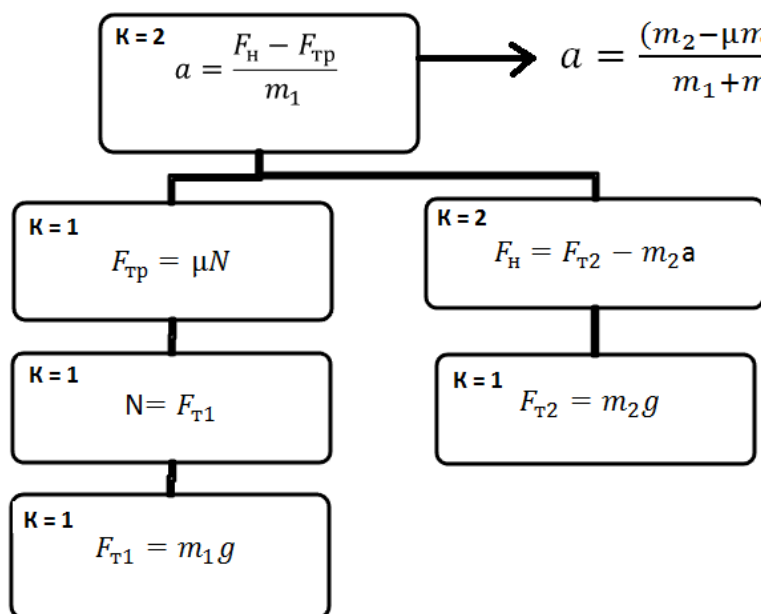 K = 2
a = (Fн − Fтр) / m₁
a = (m₂−μm / m₁+m
K = 1
Fтр = μN
K = 2
Fн = Fт2 − m₂a
K = 1
N= Fт1
K = 1
Fт2 = m₂g
K = 1
Fт1 = m₁g